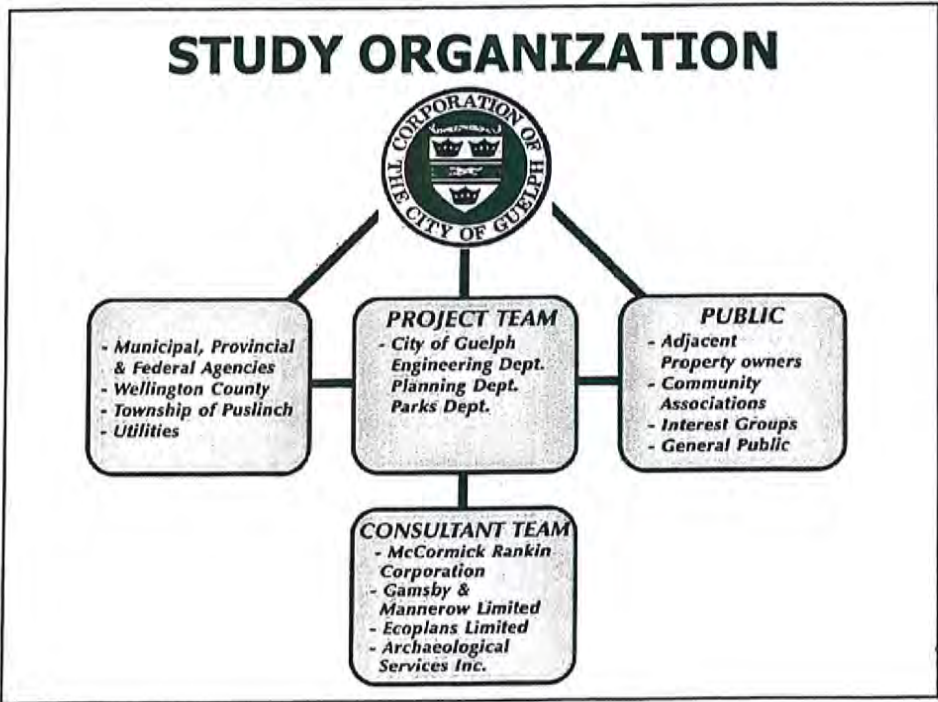 STUDY ORGANIZATION
THE CORPORATION OF
THE CITY OF GUELPH
- Municipal, Provincial
& Federal Agencies
- Wellington County
- Township of Puslinch
- Utilities
PROJECT TEAM
- City of Guelph
Engineering Dept.
Planning Dept.
Parks Dept.
PUBLIC
- Adjacent
Property owners
- Community
Associations
- Interest Groups
- General Public
CONSULTANT TEAM
- McCormick Rankin
Corporation
- Gamsby &
Mannerow Limited
- Ecoplans Limited
- Archaeological
Services Inc.